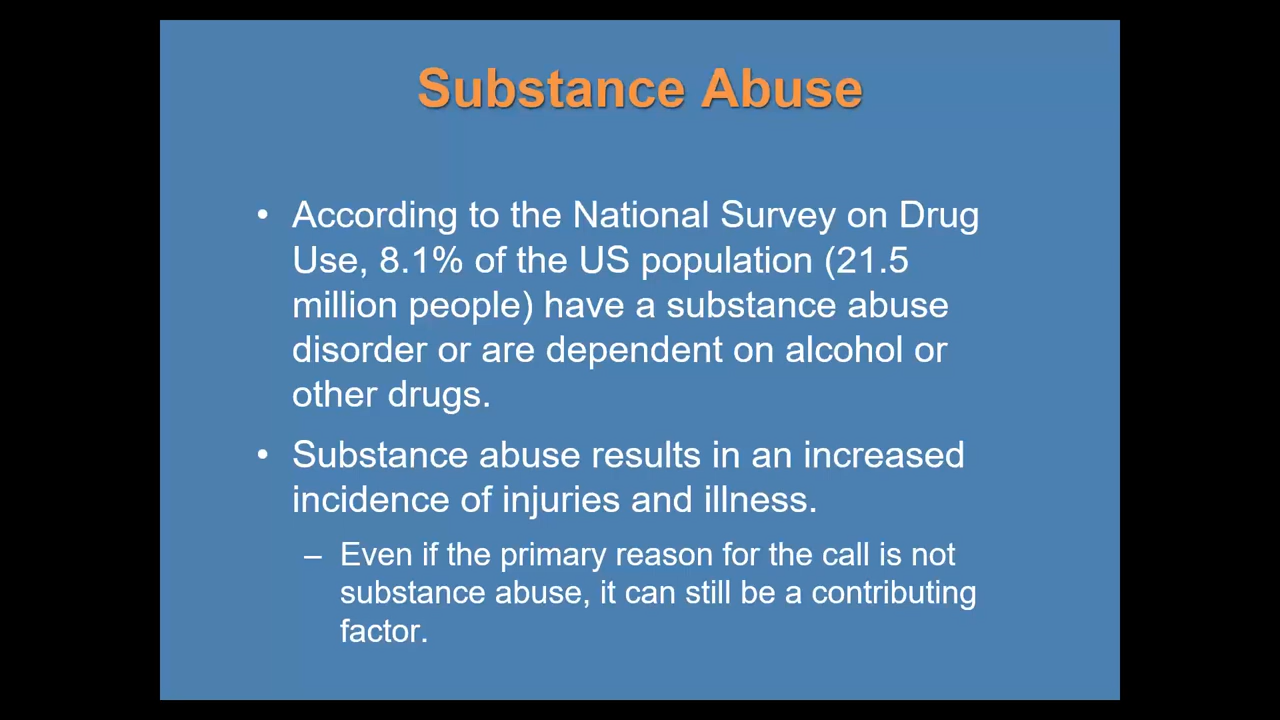 Substance Abuse
• According to the National Survey on Drug
Use, 8.1% of the US population (21.5
million people) have a substance abuse
disorder or are dependent on alcohol or
other drugs.
• Substance abuse results in an increased
incidence of injuries and illness.
– Even if the primary reason for the call is not
substance abuse, it can still be a contributing
factor.